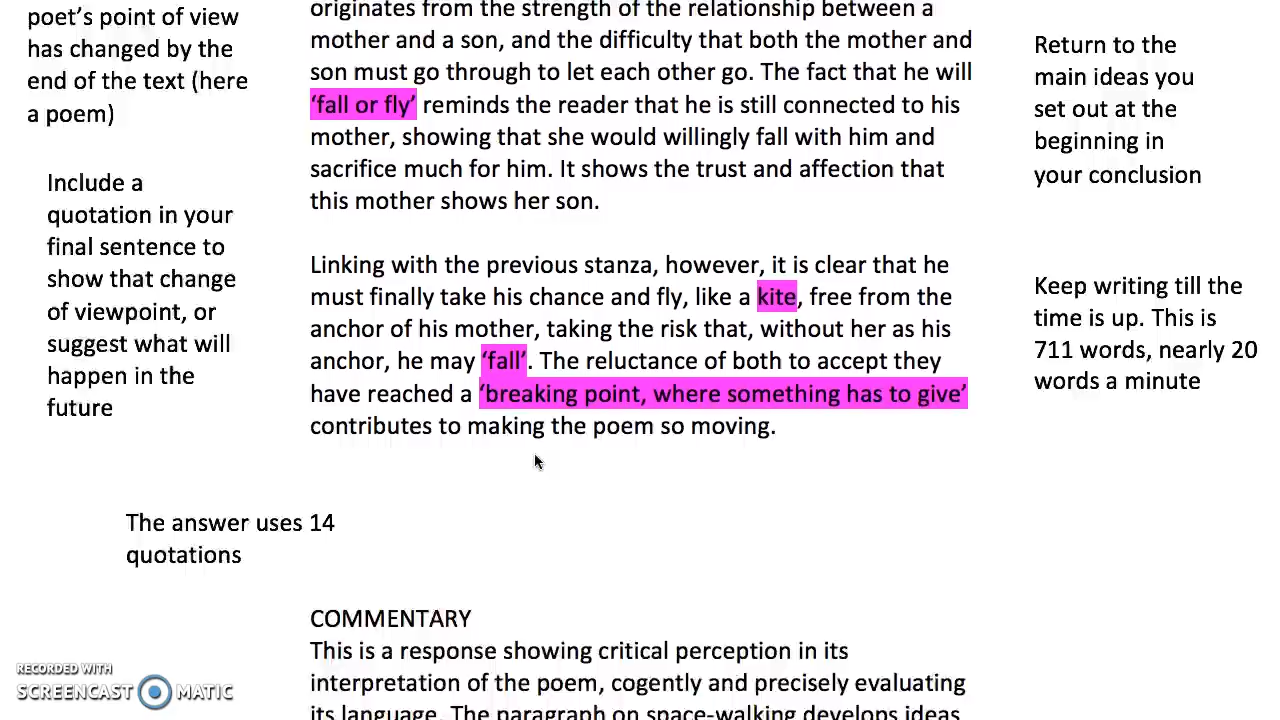 poet's point of view
has changed by the
end of the text (here
a poem)
Include a
quotation in your
final sentence to
show that change
of viewpoint, or
suggest what will
happen in the
future
originates from the strength of the relationship between a
mother and a son, and the difficulty that both the mother and
son must go through to let each other go. The fact that he will
‘fall or fly’ reminds the reader that he is still connected to his
mother, showing that she would willingly fall with him and
sacrifice much for him. It shows the trust and affection that
this mother shows her son.
Linking with the previous stanza, however, it is clear that he
must finally take his chance and fly, like a kite, free from the
anchor of his mother, taking the risk that, without her as his
anchor, he may ‘fall’. The reluctance of both to accept they
have reached a ‘breaking point, where something has to give’
contributes to making the poem so moving.
Return to the
main ideas you
set out at the
beginning in
your conclusion
Keep writing till the
time is up. This is
711 words, nearly 20
words a minute
The answer uses 14
quotations
COMMENTARY
This is a response showing critical perception in its
interpretation of the poem, cogently and precisely evaluating
its language. The paragraph on space-walking develops ideas
RECORDED WITH
SCREENCAST MATIC